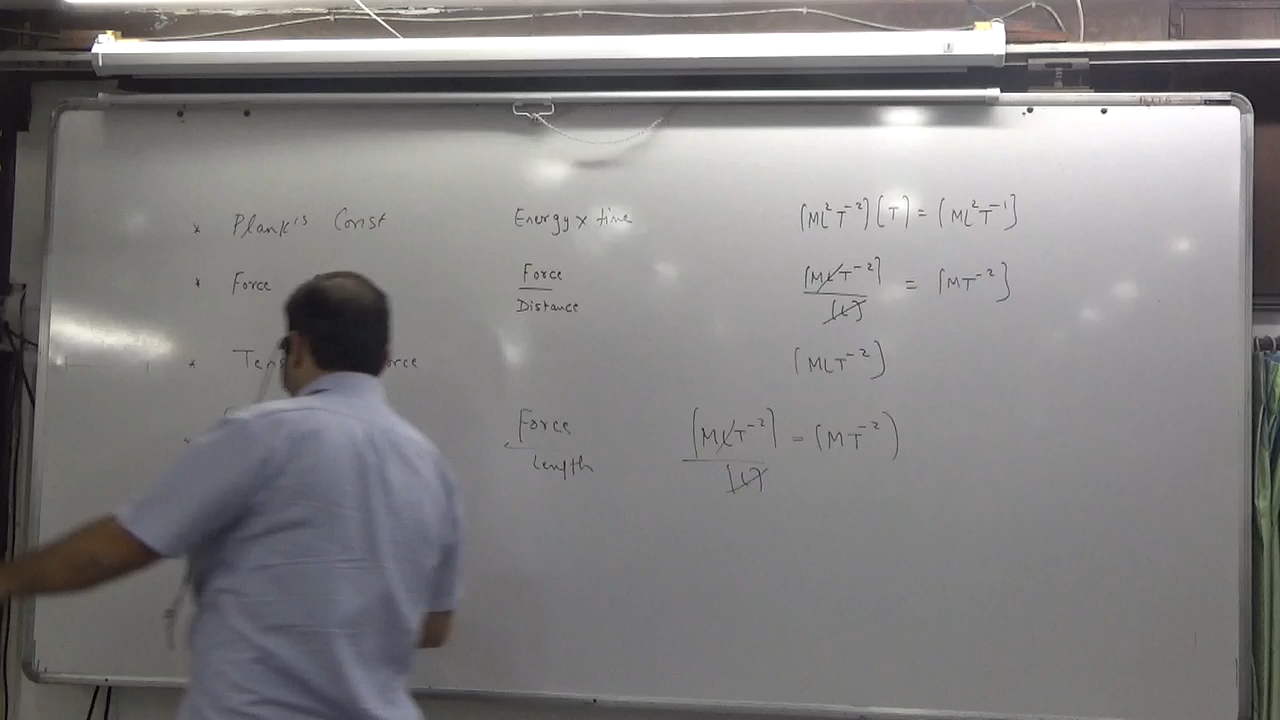 * Plank's Const Energy x time (ML²T⁻²) (T) = (ML²T⁻¹)
* Force Force / Distance (MLT⁻²) / (L) = (MT⁻²)
* (MLT⁻²)
* Force / Length (MLT⁻²) / (L) = (MT⁻²)